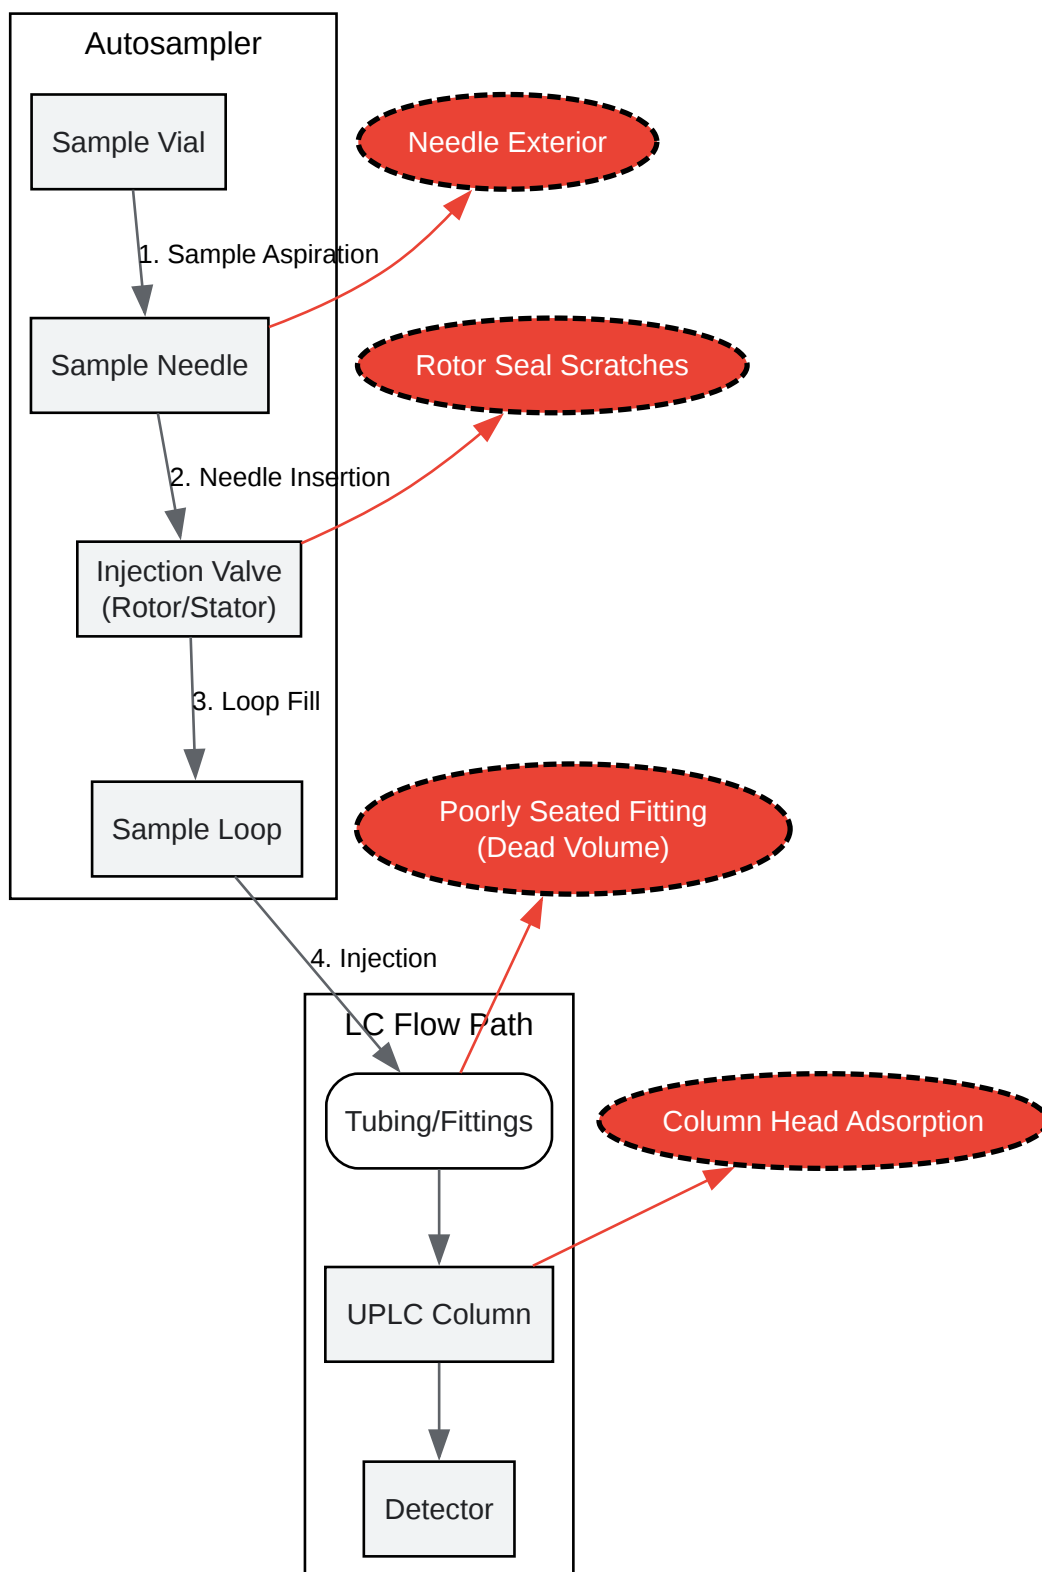 Autosampler
Sample Vial
Needle Exterior
1. Sample Aspiration
Sample Needle
Rotor Seal Scratches
2. Needle Insertion
Injection Valve
(Rotor/Stator)
3. Loop Fill
Sample Loop
Poorly Seated Fitting
(Dead Volume)
4. Injection
LC Flow Path
Tubing/Fittings
Column Head Adsorption
UPLC Column
Detector